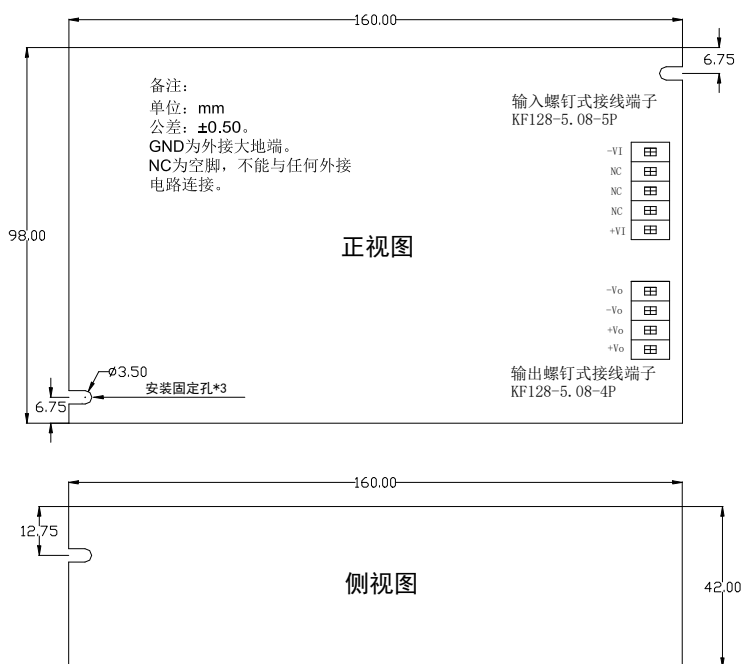 160.00
6.75
备注：
单位：mm
公差：±0.50。
GND为外接大地端。
NC为空脚，不能与任何外接
电路连接。
输入螺钉式接线端子
KF128-5.08-5P
-VI
NC
NC
NC
+VI
98.00
正视图
-Vo
-Vo
+Vo
+Vo
输出螺钉式接线端子
KF128-5.08-4P
ø3.50
安装固定孔*3
6.75
160.00
12.75
侧视图
42.00